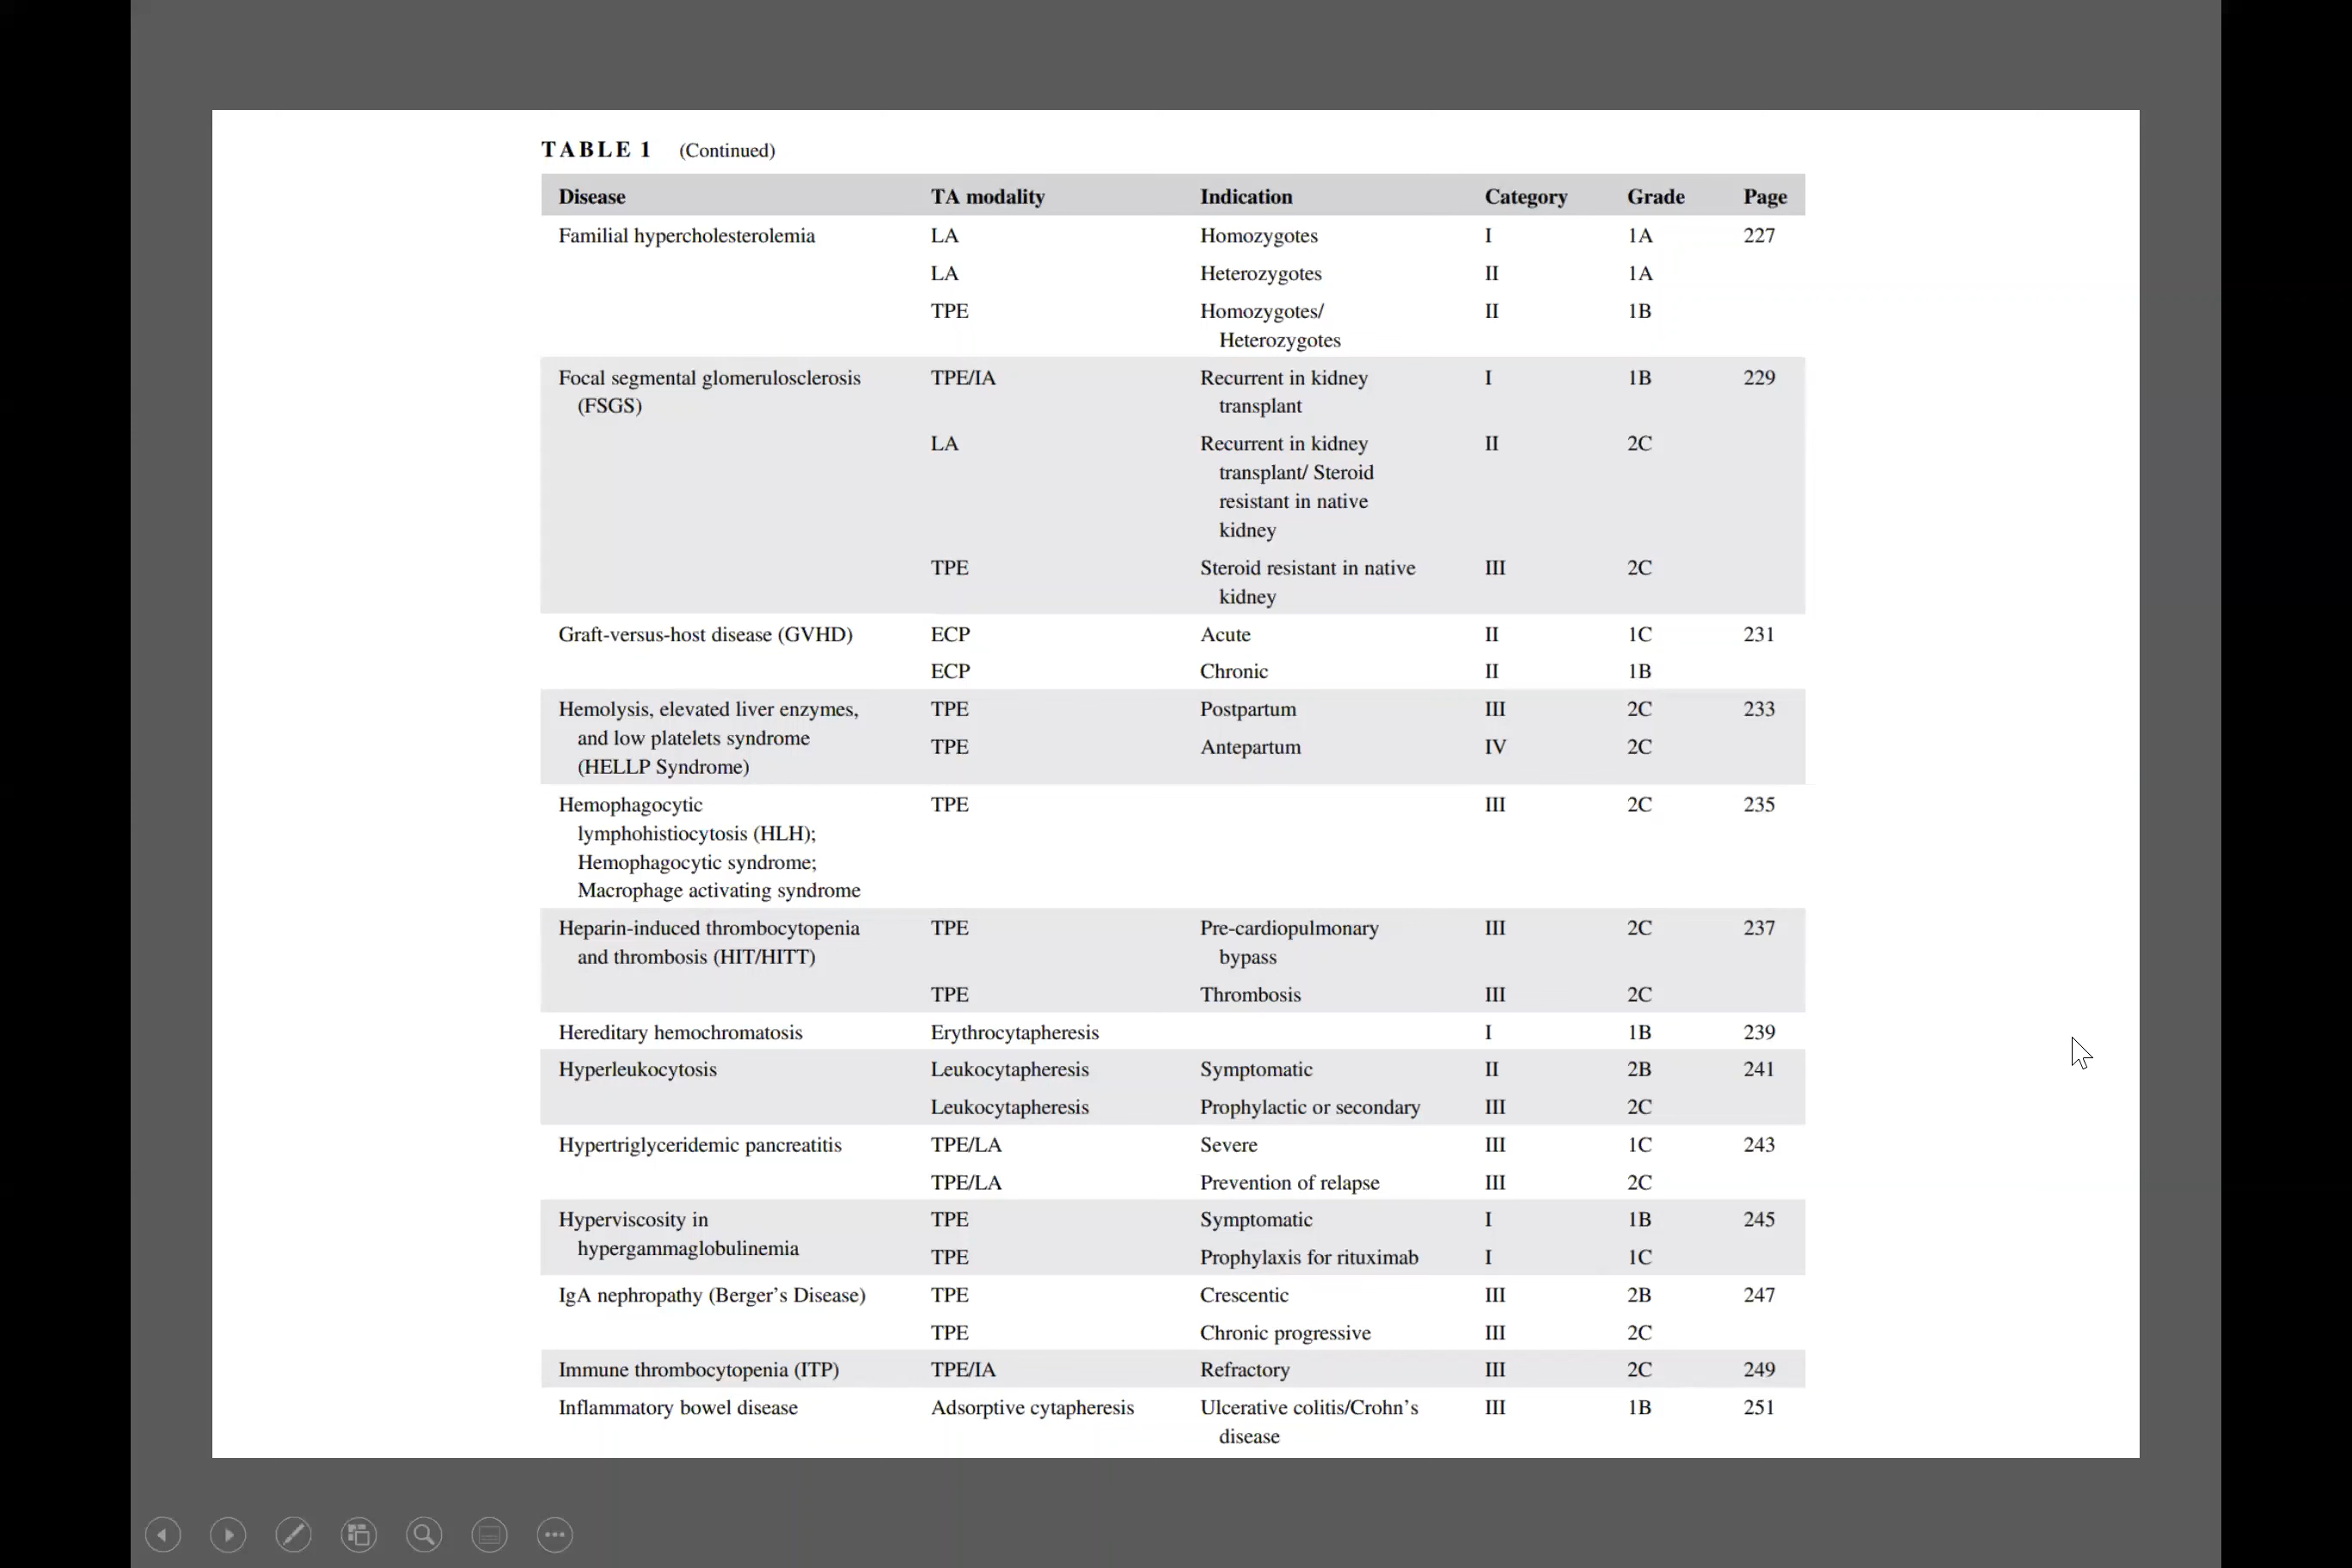 TABLE 1 (Continued)
Disease TA modality Indication Category Grade Page
Familial hypercholesterolemia LA Homozygotes I 1A 227
LA Heterozygotes II 1A
TPE Homozygotes/ II 1B
Heterozygotes
Focal segmental glomerulosclerosis TPE/IA Recurrent in kidney I 1B 229
(FSGS) transplant
LA Recurrent in kidney II 2C
transplant/ Steroid
resistant in native
kidney
TPE Steroid resistant in native III 2C
kidney
Graft-versus-host disease (GVHD) ECP Acute II 1C 231
ECP Chronic II 1B
Hemolysis, elevated liver enzymes, TPE Postpartum III 2C 233
and low platelets syndrome
TPE Antepartum IV 2C
(HELLP Syndrome)
Hemophagocytic TPE III 2C 235
lymphohistiocytosis (HLH);
Hemophagocytic syndrome;
Macrophage activating syndrome
Heparin-induced thrombocytopenia TPE Pre-cardiopulmonary III 2C 237
and thrombosis (HIT/HITT) bypass
TPE Thrombosis III 2C
Hereditary hemochromatosis Erythrocytapheresis I 1B 239
Hyperleukocytosis Leukocytapheresis Symptomatic II 2B 241
Leukocytapheresis Prophylactic or secondary III 2C
Hypertriglyceridemic pancreatitis TPE/LA Severe III 1C 243
TPE/LA Prevention of relapse III 2C
Hyperviscosity in TPE Symptomatic I 1B 245
hypergammaglobulinemia
TPE Prophylaxis for rituximab I 1C
IgA nephropathy (Berger's Disease) TPE Crescentic III 2B 247
TPE Chronic progressive III 2C
Immune thrombocytopenia (ITP) TPE/IA Refractory III 2C 249
Inflammatory bowel disease Adsorptive cytapheresis Ulcerative colitis/Crohn's III 1B 251
disease